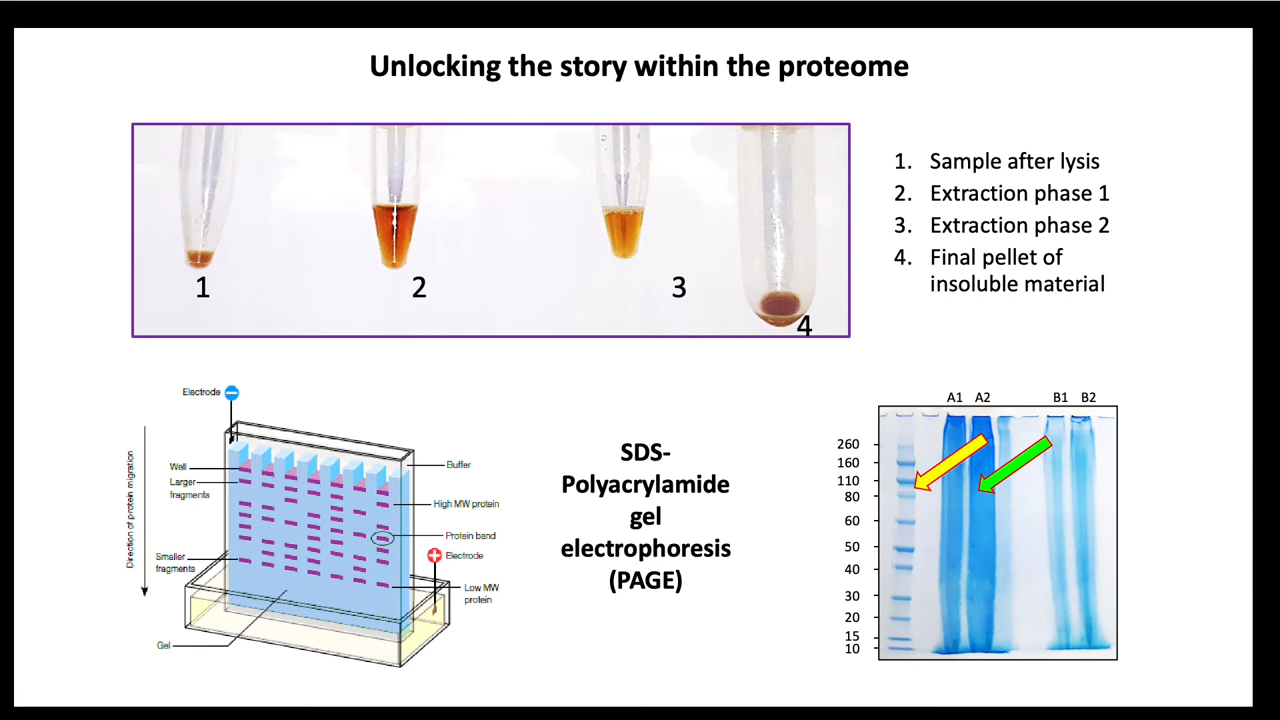 Unlocking the story within the proteome
1. Sample after lysis
2. Extraction phase 1
3. Extraction phase 2
4. Final pellet of
insoluble material
1
2
3
4
Electrode
Direction of protein migration
Well
Larger
fragments
Smaller
fragments
Gel
Buffer
High MW protein
Protein band
Electrode
Low MW
protein
SDS-
Polyacrylamide
gel
electrophoresis
(PAGE)
A1 A2 B1 B2
260
160
110
80
60
50
40
30
20
15
10